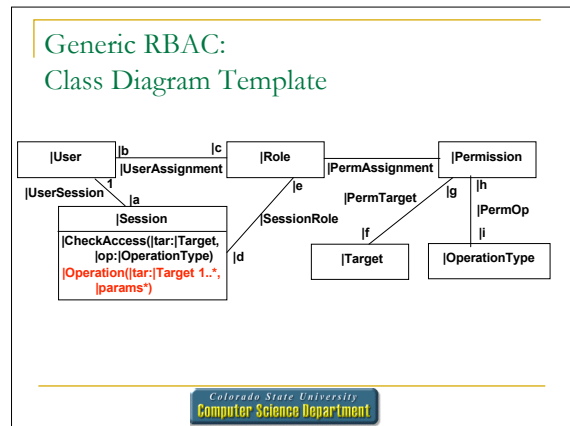 Generic RBAC:
Class Diagram Template
|User
|b
|c
|UserAssignment
|Role
|PermAssignment
|Permission
|UserSession
1
|a
|e
|SessionRole
|d
|PermTarget
|g
|f
|h
|PermOp
|i
|Session
|CheckAccess(|tar:|Target,
|op:|OperationType)
|Operation(|tar:|Target 1..*,
|params*)
|Target
|OperationType
Colorado State University
Computer Science Department